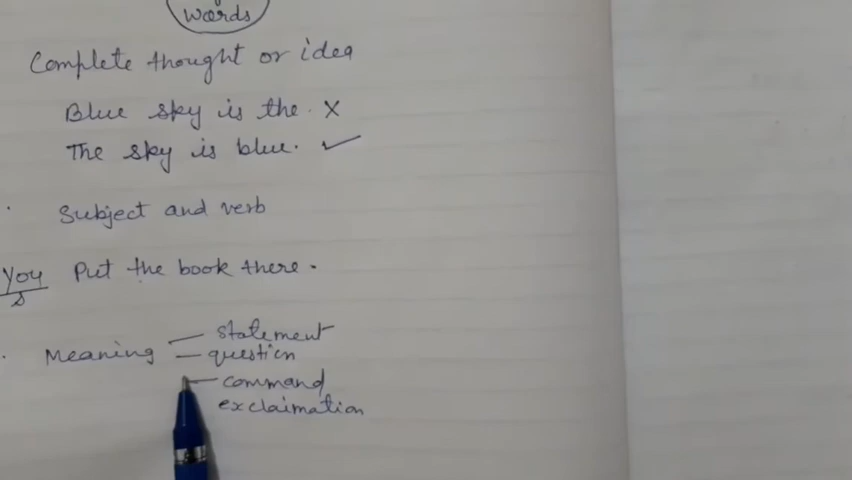 words
Complete thought or idea
Blue sky is the. X
The sky is blue. ✓
Subject and verb
You Put the book there.
S
Meaning — statement
— question
— command
exclaimation